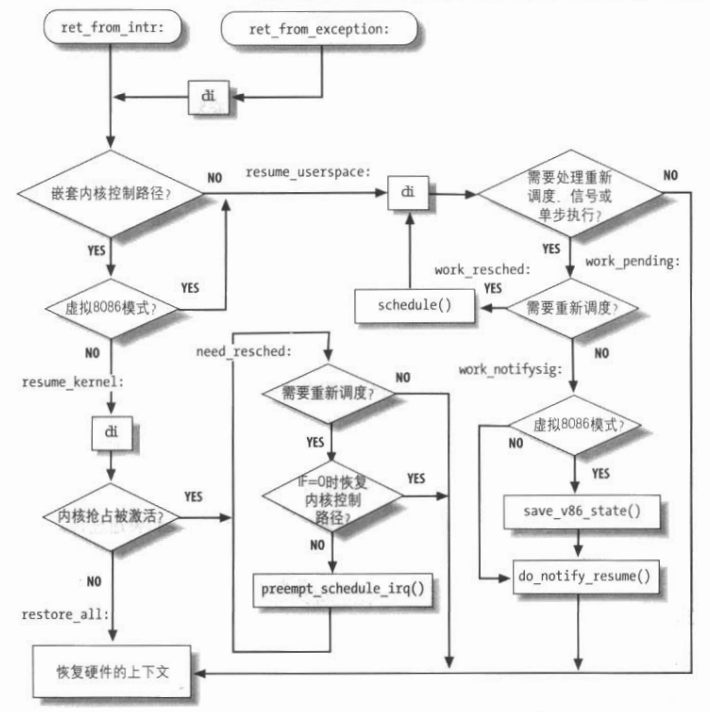 ret_from_intr:
ret_from_exception:
cli
嵌套内核控制路径?
NO
resume_userspace:
cli
需要处理重新
调度、信号或
单步执行?
NO
YES
YES
work_pending:
虚拟8086模式?
YES
work_resched:
schedule()
YES
需要重新调度?
NO
NO
resume_kernel:
need_resched:
work_notifysig:
cli
需要重新调度?
NO
虚拟8086模式?
NO
YES
YES
内核抢占被激活?
YES
IF=0时恢复
内核控制
路径?
YES
save_v86_state()
NO
NO
preempt_schedule_irq()
do_notify_resume()
restore_all:
恢复硬件的上下文